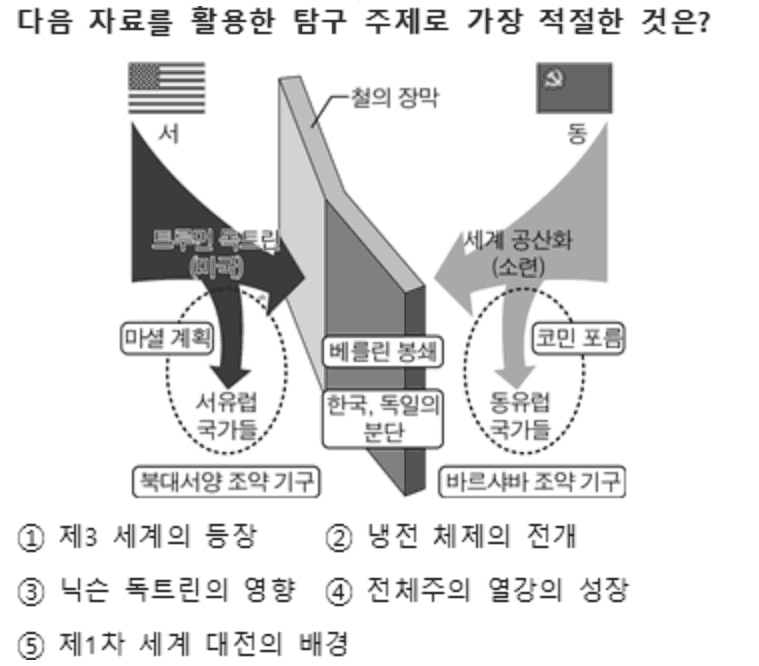 다음 자료를 활용한 탐구 주제로 가장 적절한 것은?
철의 장막
서
동
트루먼 독트린
(미국)
세계 공산화
(소련)
마셜 계획
베를린 봉쇄
코민 포름
서유럽
국가들
한국, 독일의
분단
동유럽
국가들
북대서양 조약 기구
바르샤바 조약 기구
① 제3 세계의 등장
② 냉전 체제의 전개
③ 닉슨 독트린의 영향
④ 전체주의 열강의 성장
⑤ 제1차 세계 대전의 배경